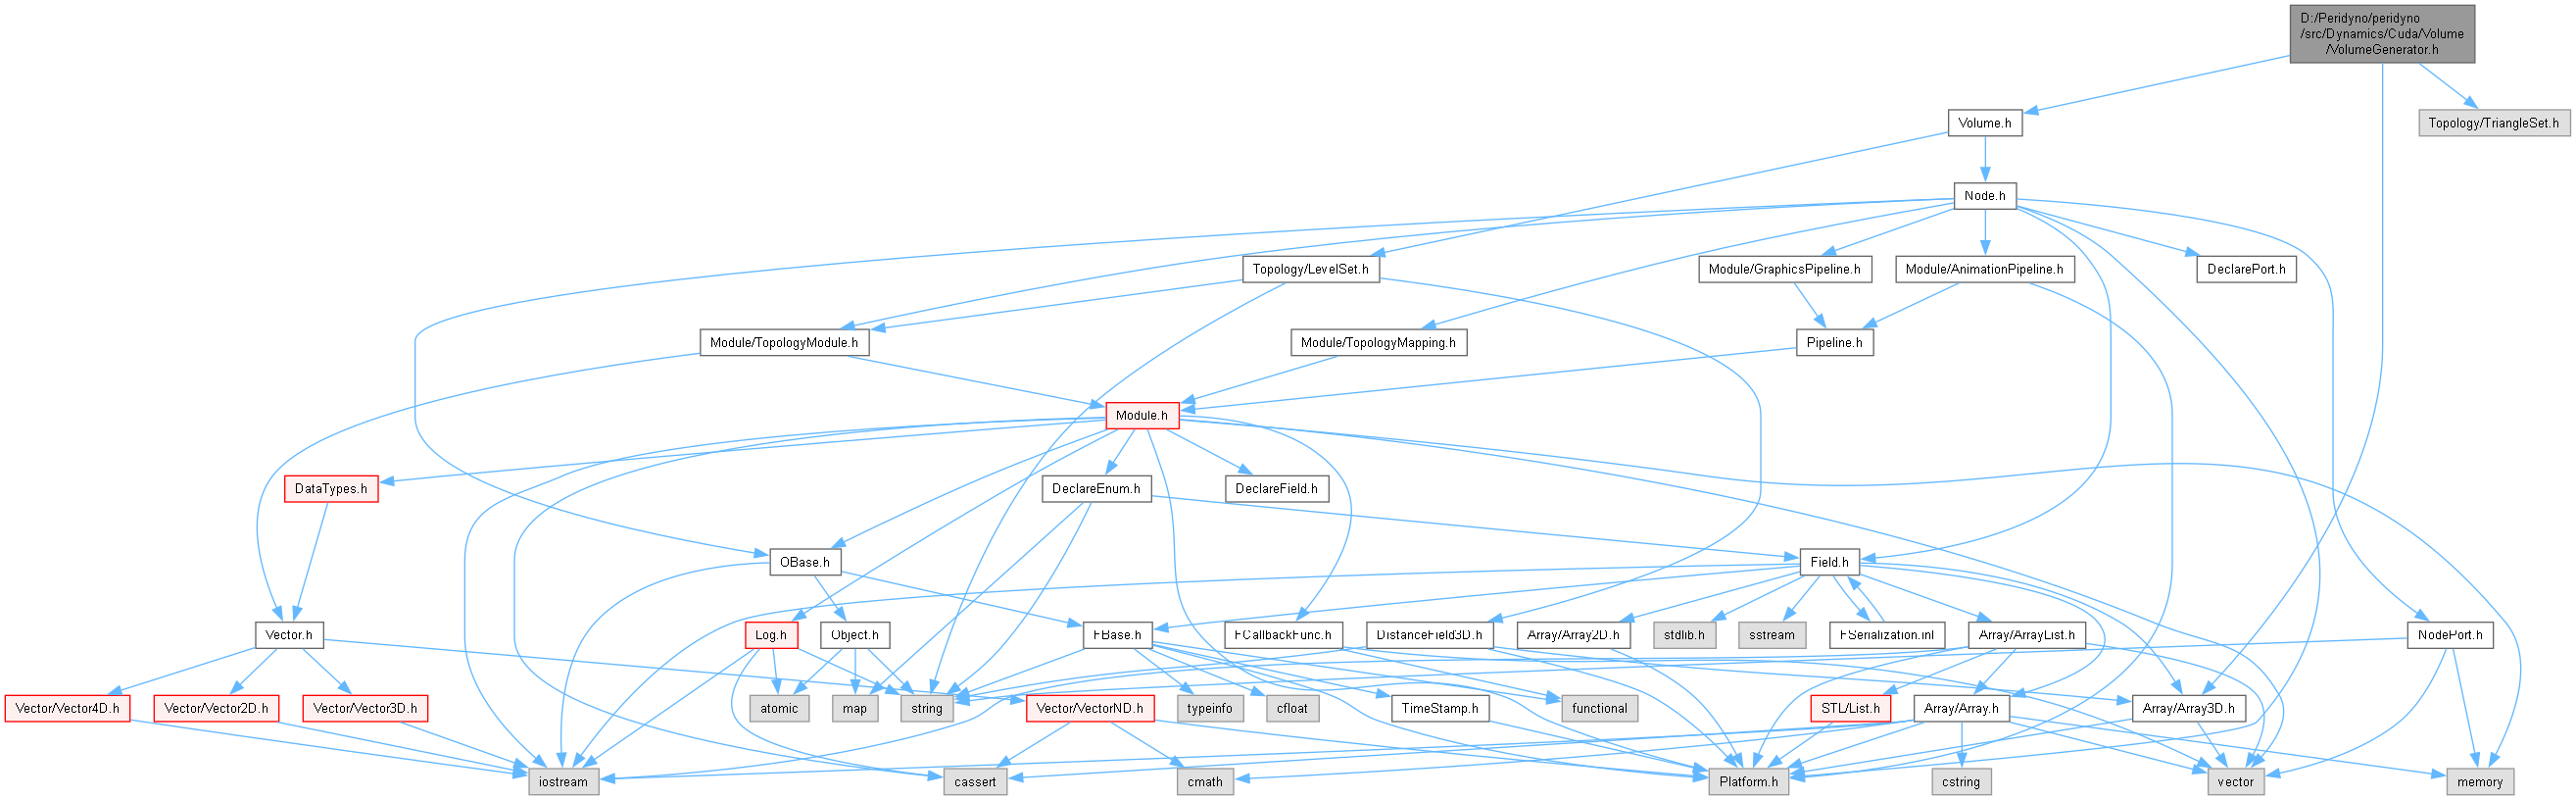 D:/Peridyno/peridyno
/src/Dynamics/Cuda/Volume
/VolumeGenerator.h
Volume.h
Topology/TriangleSet.h
Node.h
Topology/LevelSet.h
Module/GraphicsPipeline.h
Module/AnimationPipeline.h
DeclarePort.h
Module/TopologyModule.h
Module/TopologyMapping.h
Pipeline.h
Module.h
DataTypes.h
DeclareEnum.h
DeclareField.h
OBase.h
Field.h
Vector.h
Log.h
Object.h
FBase.h
FCallbackFunc.h
DistanceField3D.h
Array/Array2D.h
stdlib.h
sstream
FSerialization.inl
Array/ArrayList.h
NodePort.h
Vector/Vector4D.h
Vector/Vector2D.h
Vector/Vector3D.h
atomic
map
string
Vector/VectorND.h
typeinfo
cfloat
TimeStamp.h
functional
STL/List.h
Array/Array.h
Array/Array3D.h
iostream
cassert
cmath
Platform.h
cstring
vector
memory